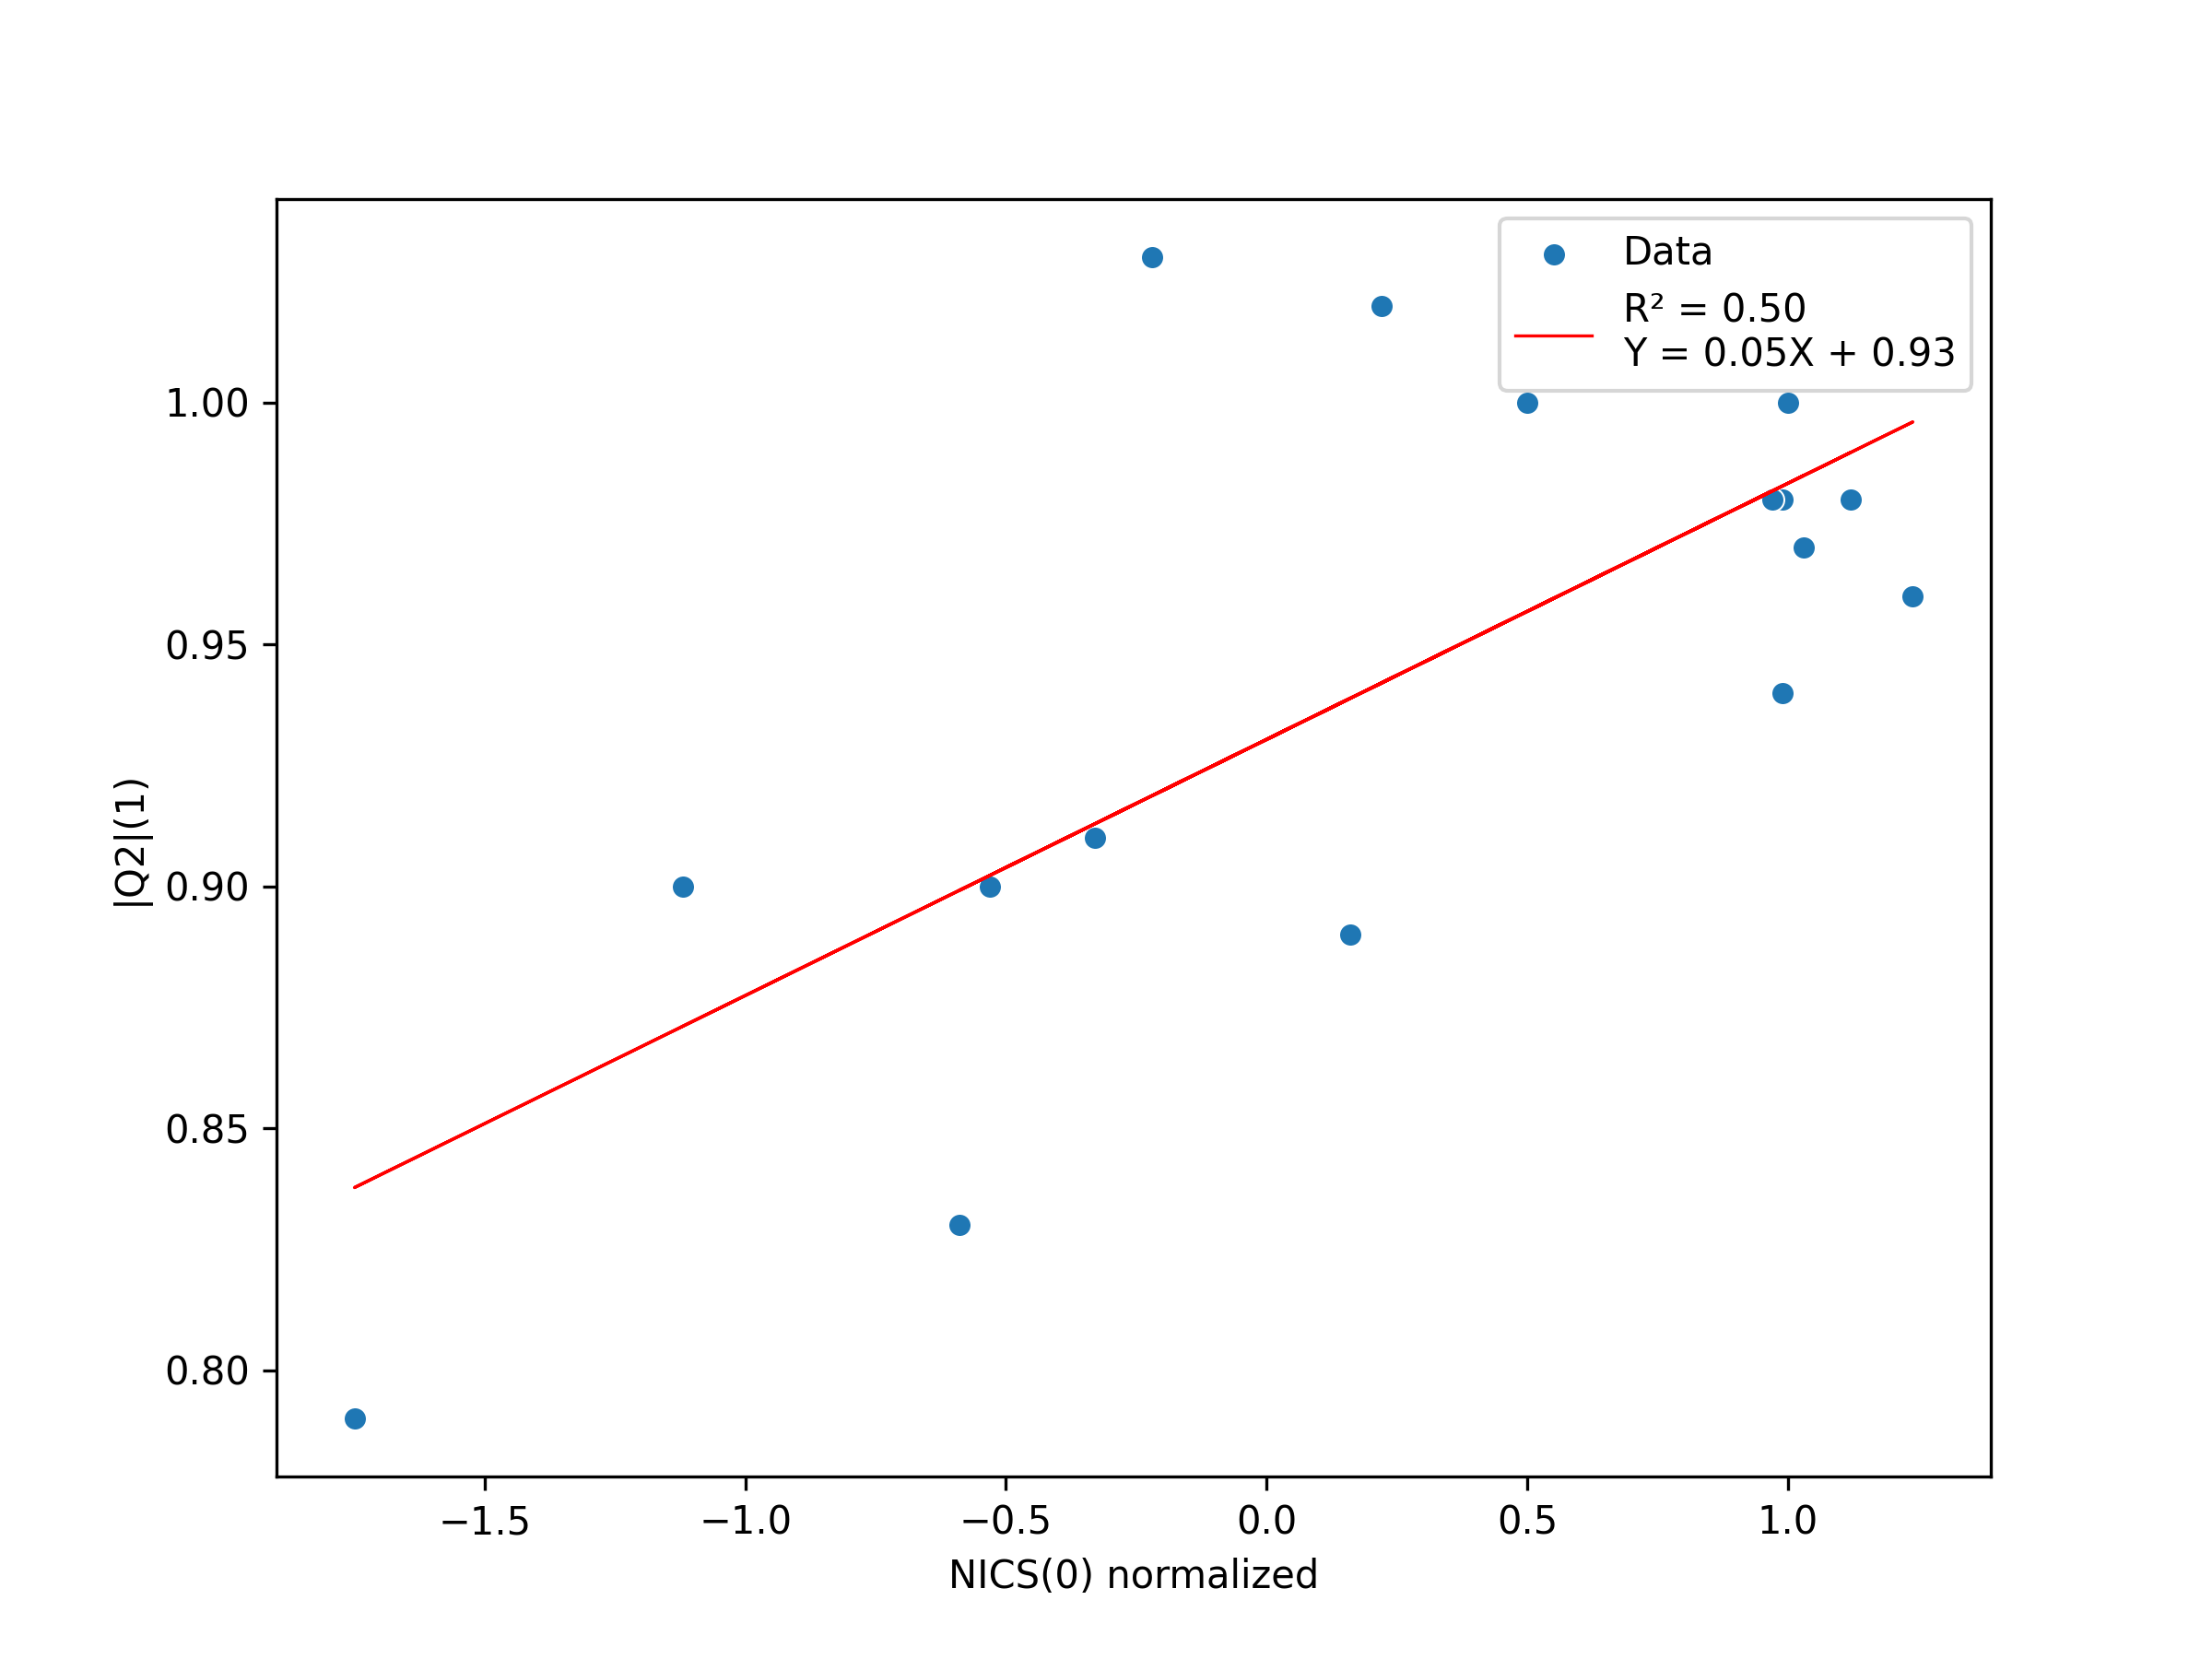 Data
R² = 0.50
Y = 0.05X + 0.93
1.00
0.95
0.90
0.85
0.80
|Q2|(1)
−1.5 −1.0 −0.5 0.0 0.5 1.0
NICS(0) normalized